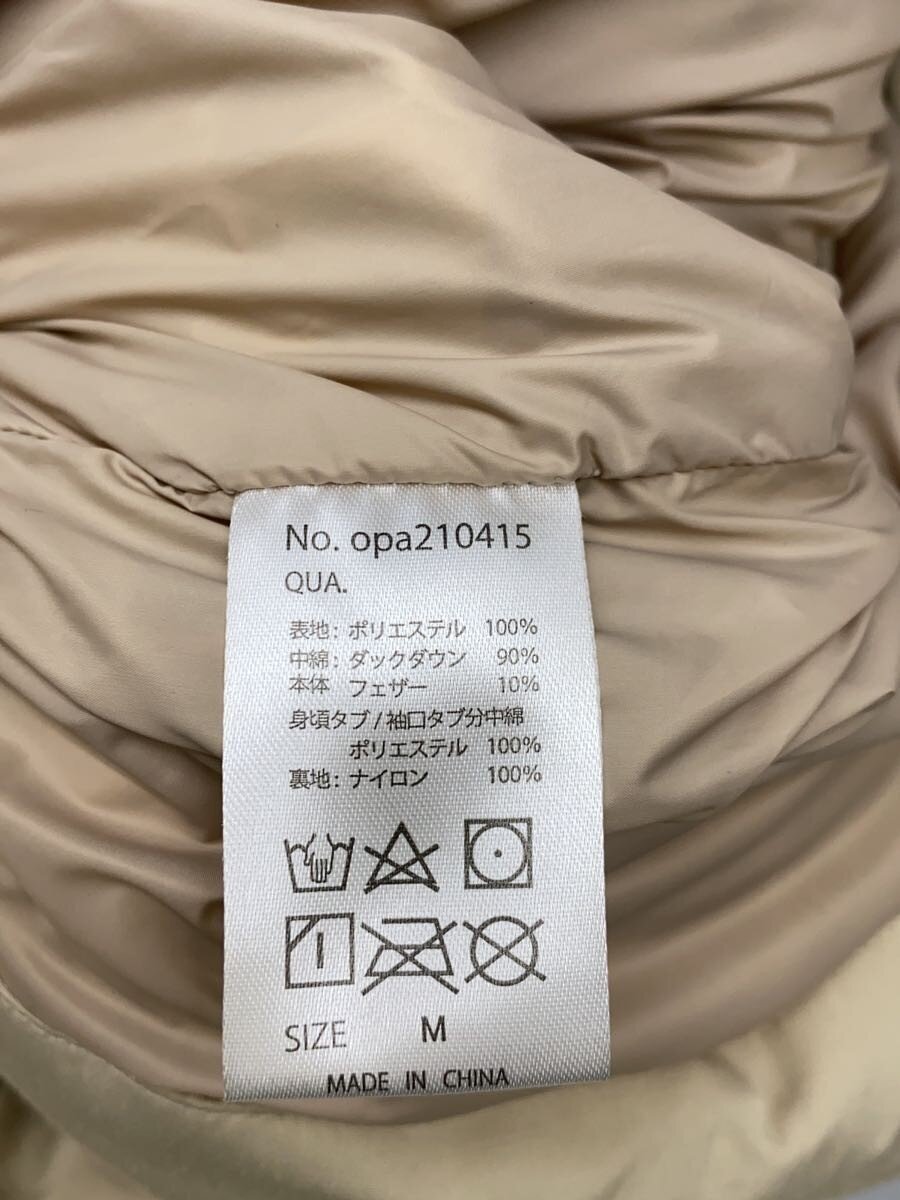 No. opa210415
QUA.
表地: ポリエステル 100%
中綿: ダックダウン 90%
本体 フェザー 10%
身頃タブ / 袖口タブ分中綿
ポリエステル 100%
裏地: ナイロン 100%
SIZE M
MADE IN CHINA